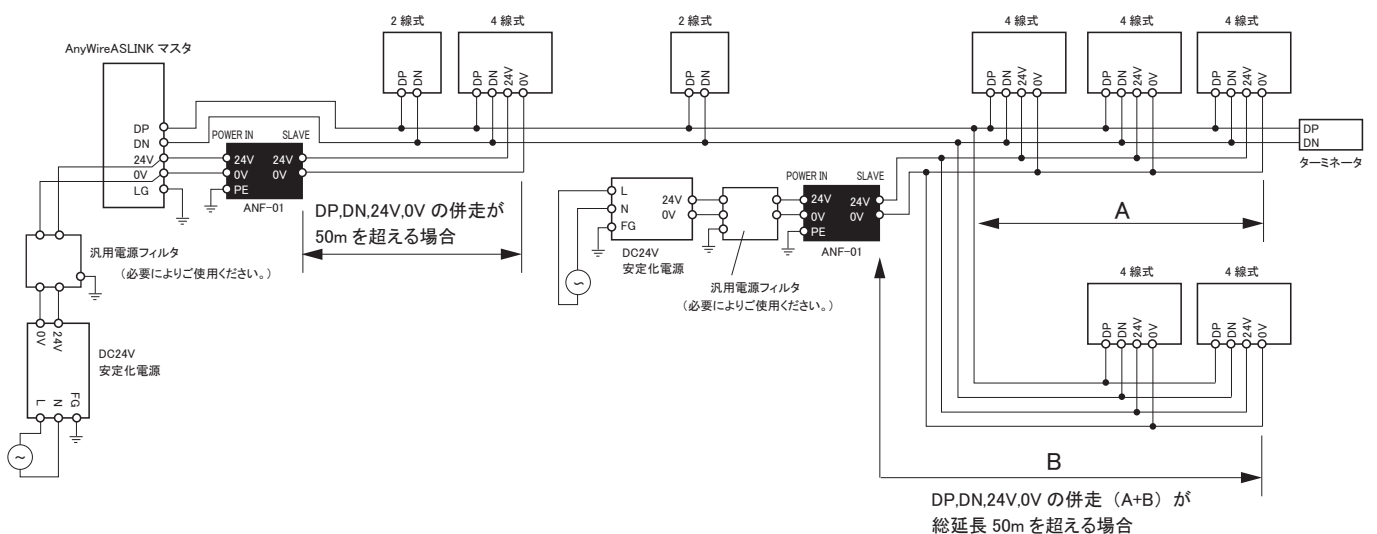 2 線式
4 線式
2 線式
4 線式
4 線式
4 線式
AnyWireASLINK マスタ
DP
DN
DP
DN
24V
0V
DP
DN
DP
DN
24V
0V
DP
DN
24V
0V
DP
DN
24V
0V
DP
DN
24V
0V
LG
POWER IN
SLAVE
24V
0V
PE
24V
0V
ANF-01
DP
DN
ターミネータ
DP,DN,24V,0V の併走が
50m を超える場合
L
N
FG
24V
0V
DC24V
安定化電源
汎用電源フィルタ
（必要によりご使用ください。）
POWER IN
SLAVE
24V
0V
PE
24V
0V
ANF-01
A
汎用電源フィルタ
（必要によりご使用ください。）
0V
24V
DC24V
安定化電源
L
N
FG
~
~
4 線式
4 線式
DP
DN
24V
0V
DP
DN
24V
0V
B
DP,DN,24V,0V の併走（A+B）が
総延長 50m を超える場合